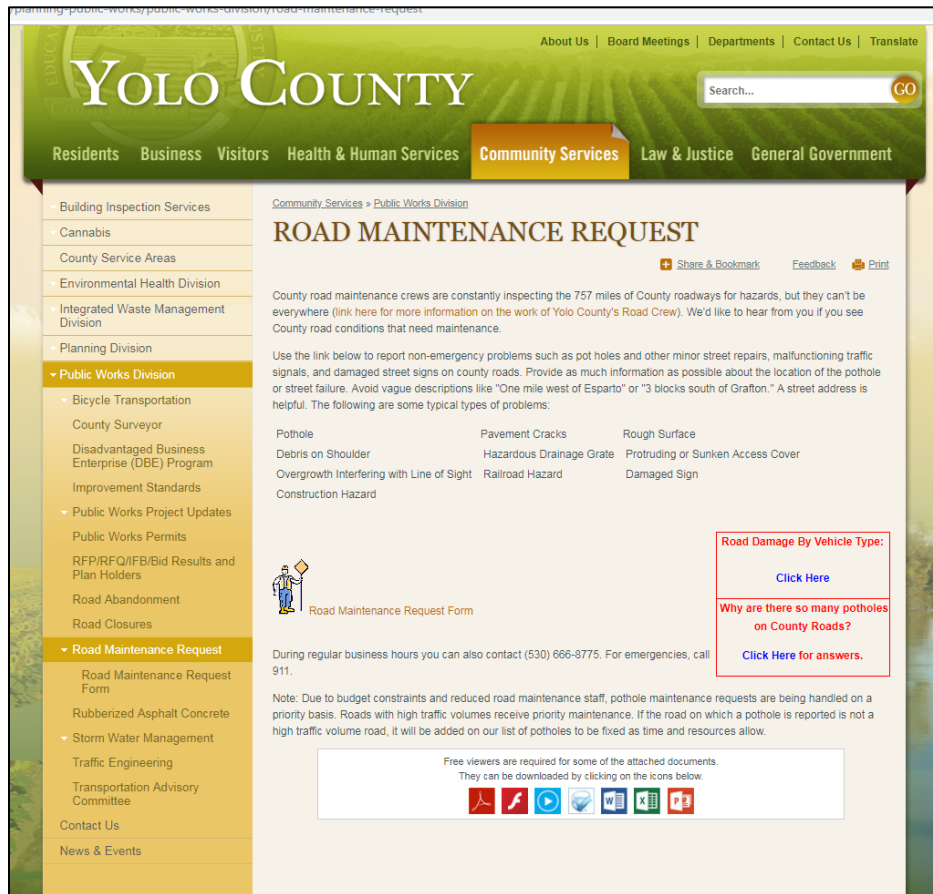 /planning-public-works/public-works-division/road-maintenance-request
About Us | Board Meetings | Departments | Contact Us | Translate
YOLO COUNTY
Search...
GO
Residents Business Visitors Health & Human Services Community Services Law & Justice General Government
Building Inspection Services
Cannabis
County Service Areas
Environmental Health Division
Integrated Waste Management
Division
Planning Division
Public Works Division
Bicycle Transportation
County Surveyor
Disadvantaged Business
Enterprise (DBE) Program
Improvement Standards
Public Works Project Updates
Public Works Permits
RFP/RFQ/IFB/Bid Results and
Plan Holders
Road Abandonment
Road Closures
Road Maintenance Request
Road Maintenance Request
Form
Rubberized Asphalt Concrete
Storm Water Management
Traffic Engineering
Transportation Advisory
Committee
Contact Us
News & Events
Community Services » Public Works Division
ROAD MAINTENANCE REQUEST
Share & Bookmark Feedback Print
County road maintenance crews are constantly inspecting the 757 miles of County roadways for hazards, but they can't be
everywhere (link here for more information on the work of Yolo County's Road Crew). We'd like to hear from you if you see
County road conditions that need maintenance.
Use the link below to report non-emergency problems such as pot holes and other minor street repairs, malfunctioning traffic
signals, and damaged street signs on county roads. Provide as much information as possible about the location of the pothole
or street failure. Avoid vague descriptions like "One mile west of Esparto" or "3 blocks south of Grafton." A street address is
helpful. The following are some typical types of problems:
Pothole Pavement Cracks Rough Surface
Debris on Shoulder Hazardous Drainage Grate Protruding or Sunken Access Cover
Overgrowth Interfering with Line of Sight Railroad Hazard Damaged Sign
Construction Hazard
Road Maintenance Request Form
Road Damage By Vehicle Type:
Click Here
Why are there so many potholes
on County Roads?
Click Here for answers.
During regular business hours you can also contact (530) 666-8775. For emergencies, call
911.
Note: Due to budget constraints and reduced road maintenance staff, pothole maintenance requests are being handled on a
priority basis. Roads with high traffic volumes receive priority maintenance. If the road on which a pothole is reported is not a
high traffic volume road, it will be added on our list of potholes to be fixed as time and resources allow.
Free viewers are required for some of the attached documents.
They can be downloaded by clicking on the icons below.